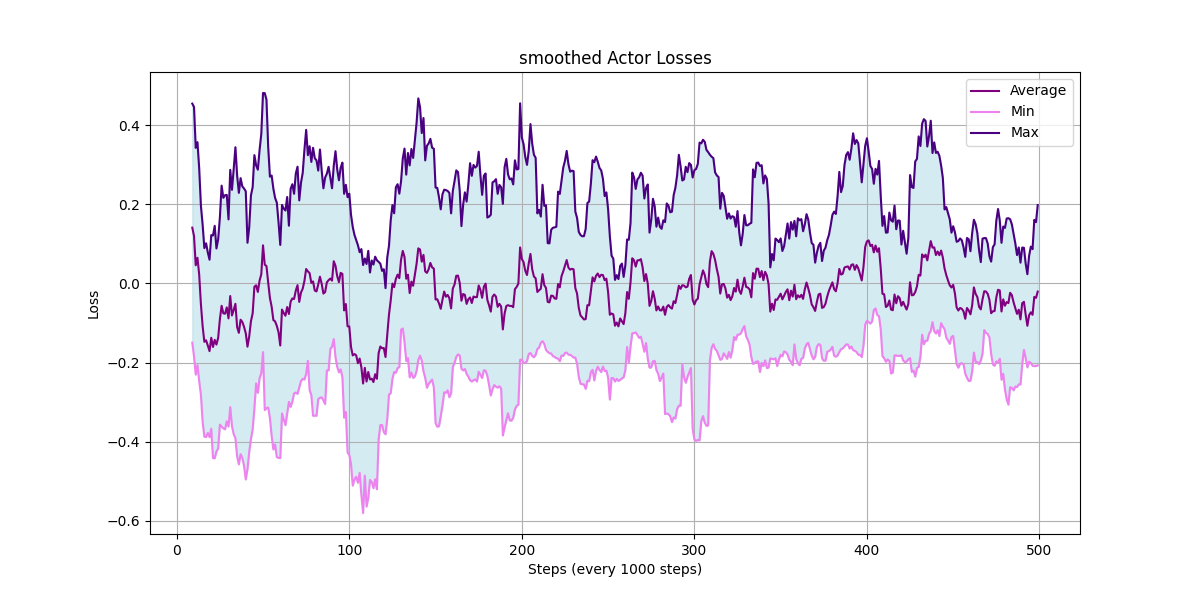 smoothed Actor Losses
Average
Min
Max
Loss
0.4
0.2
0.0
−0.2
−0.4
−0.6
0
100
200
300
400
500
Steps (every 1000 steps)